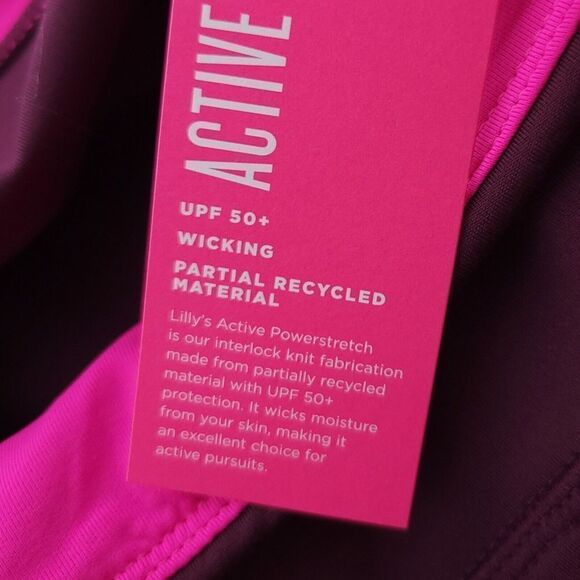 ACTIVE
UPF 50+
WICKING
PARTIAL RECYCLED
MATERIAL
Lilly's Active Powerstretch
is our interlock knit fabrication
made from partially recycled
material with UPF 50+
protection. It wicks moisture
from your skin, making it
an excellent choice for
active pursuits.